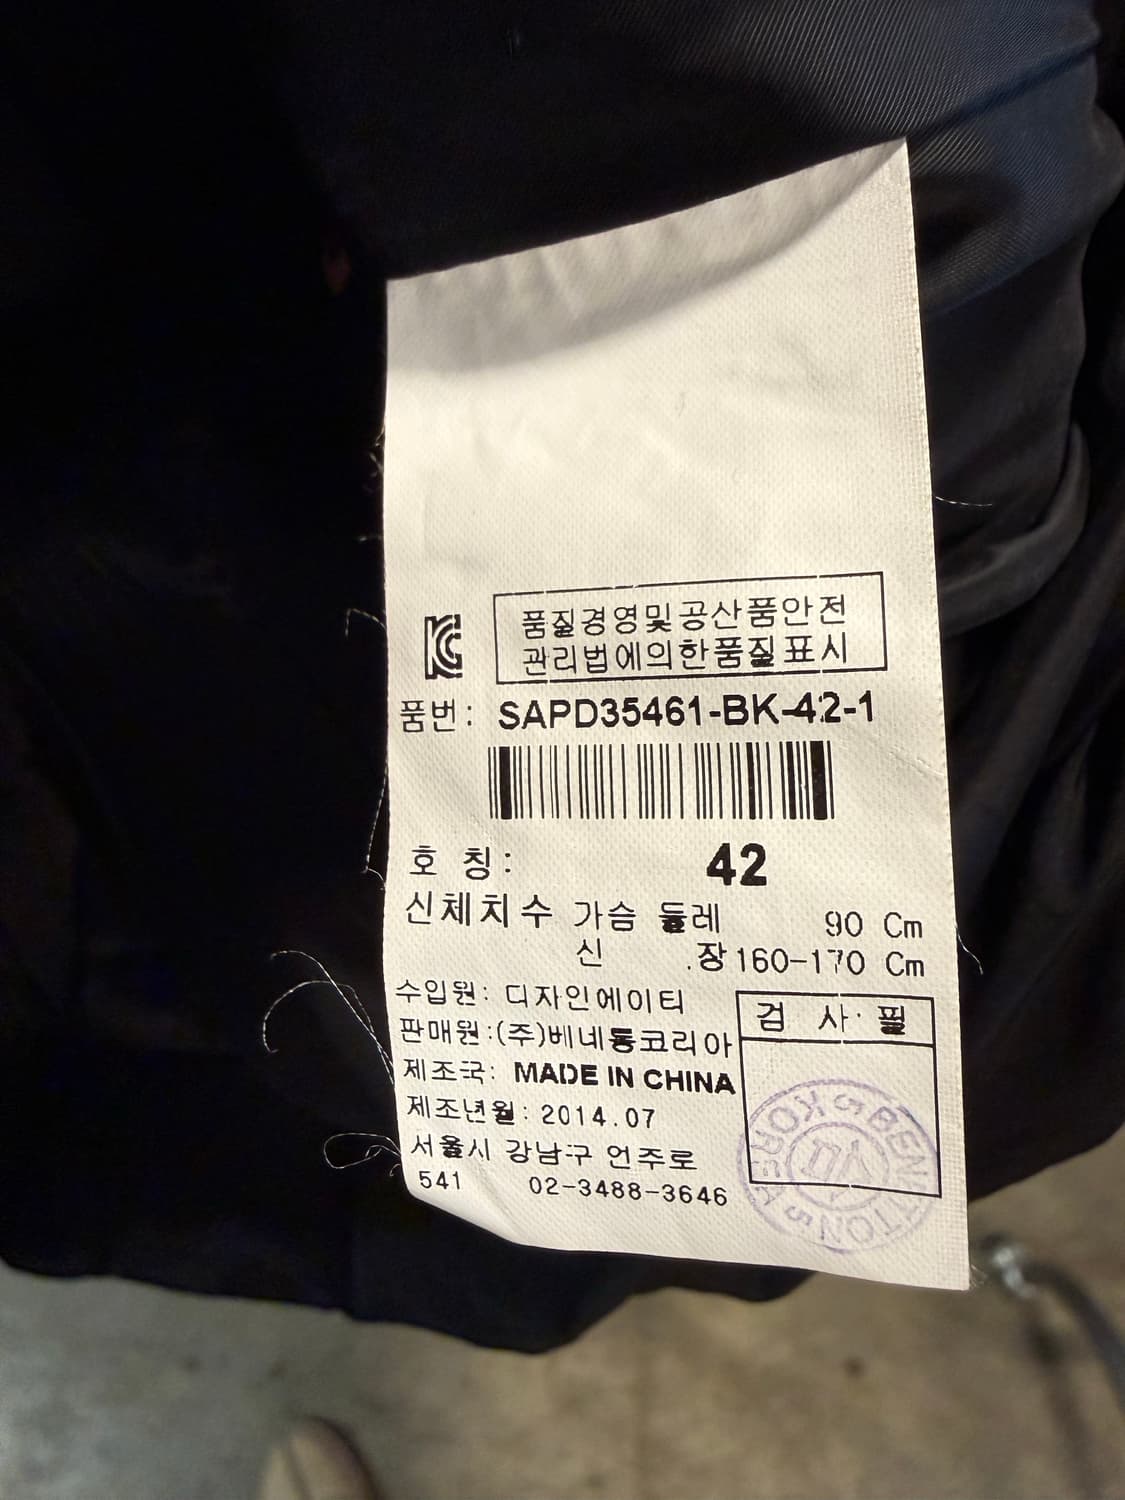 품질경영및공산품안전
관리법에의한품질표시
품번: SAPD35461-BK-42-1
호 칭: 42
신체치수 가슴 둘레 90 Cm
신 장 160-170 Cm
수입원: 디자인에이티
판매원:(주)베네통코리아
제조국: MADE IN CHINA
제조년월: 2014.07
서울시 강남구 언주로
541 02-3488-3646
검 사 필
BENETTON KOREA